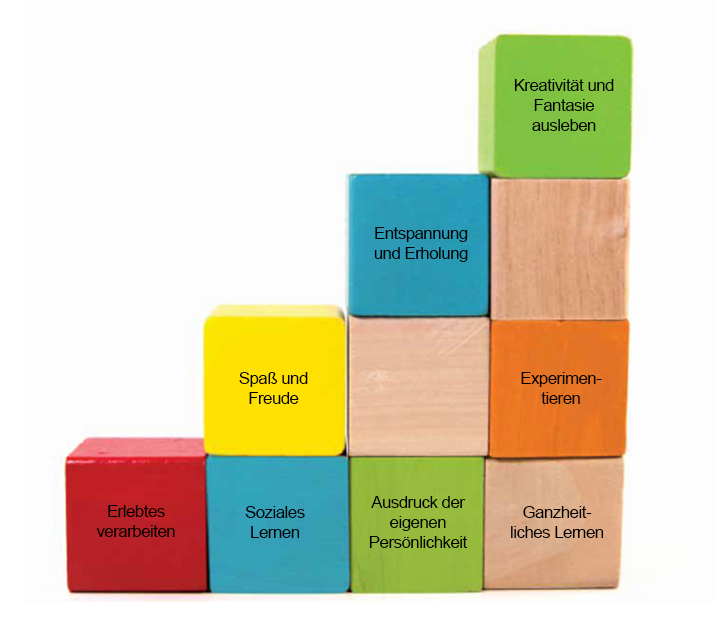 Kreativität und
Fantasie
ausleben
Entspannung
und Erholung
Spaß und
Freude
Experimen-
tieren
Erlebtes
verarbeiten
Soziales
Lernen
Ausdruck der
eigenen
Persönlichkeit
Ganzheit-
liches Lernen